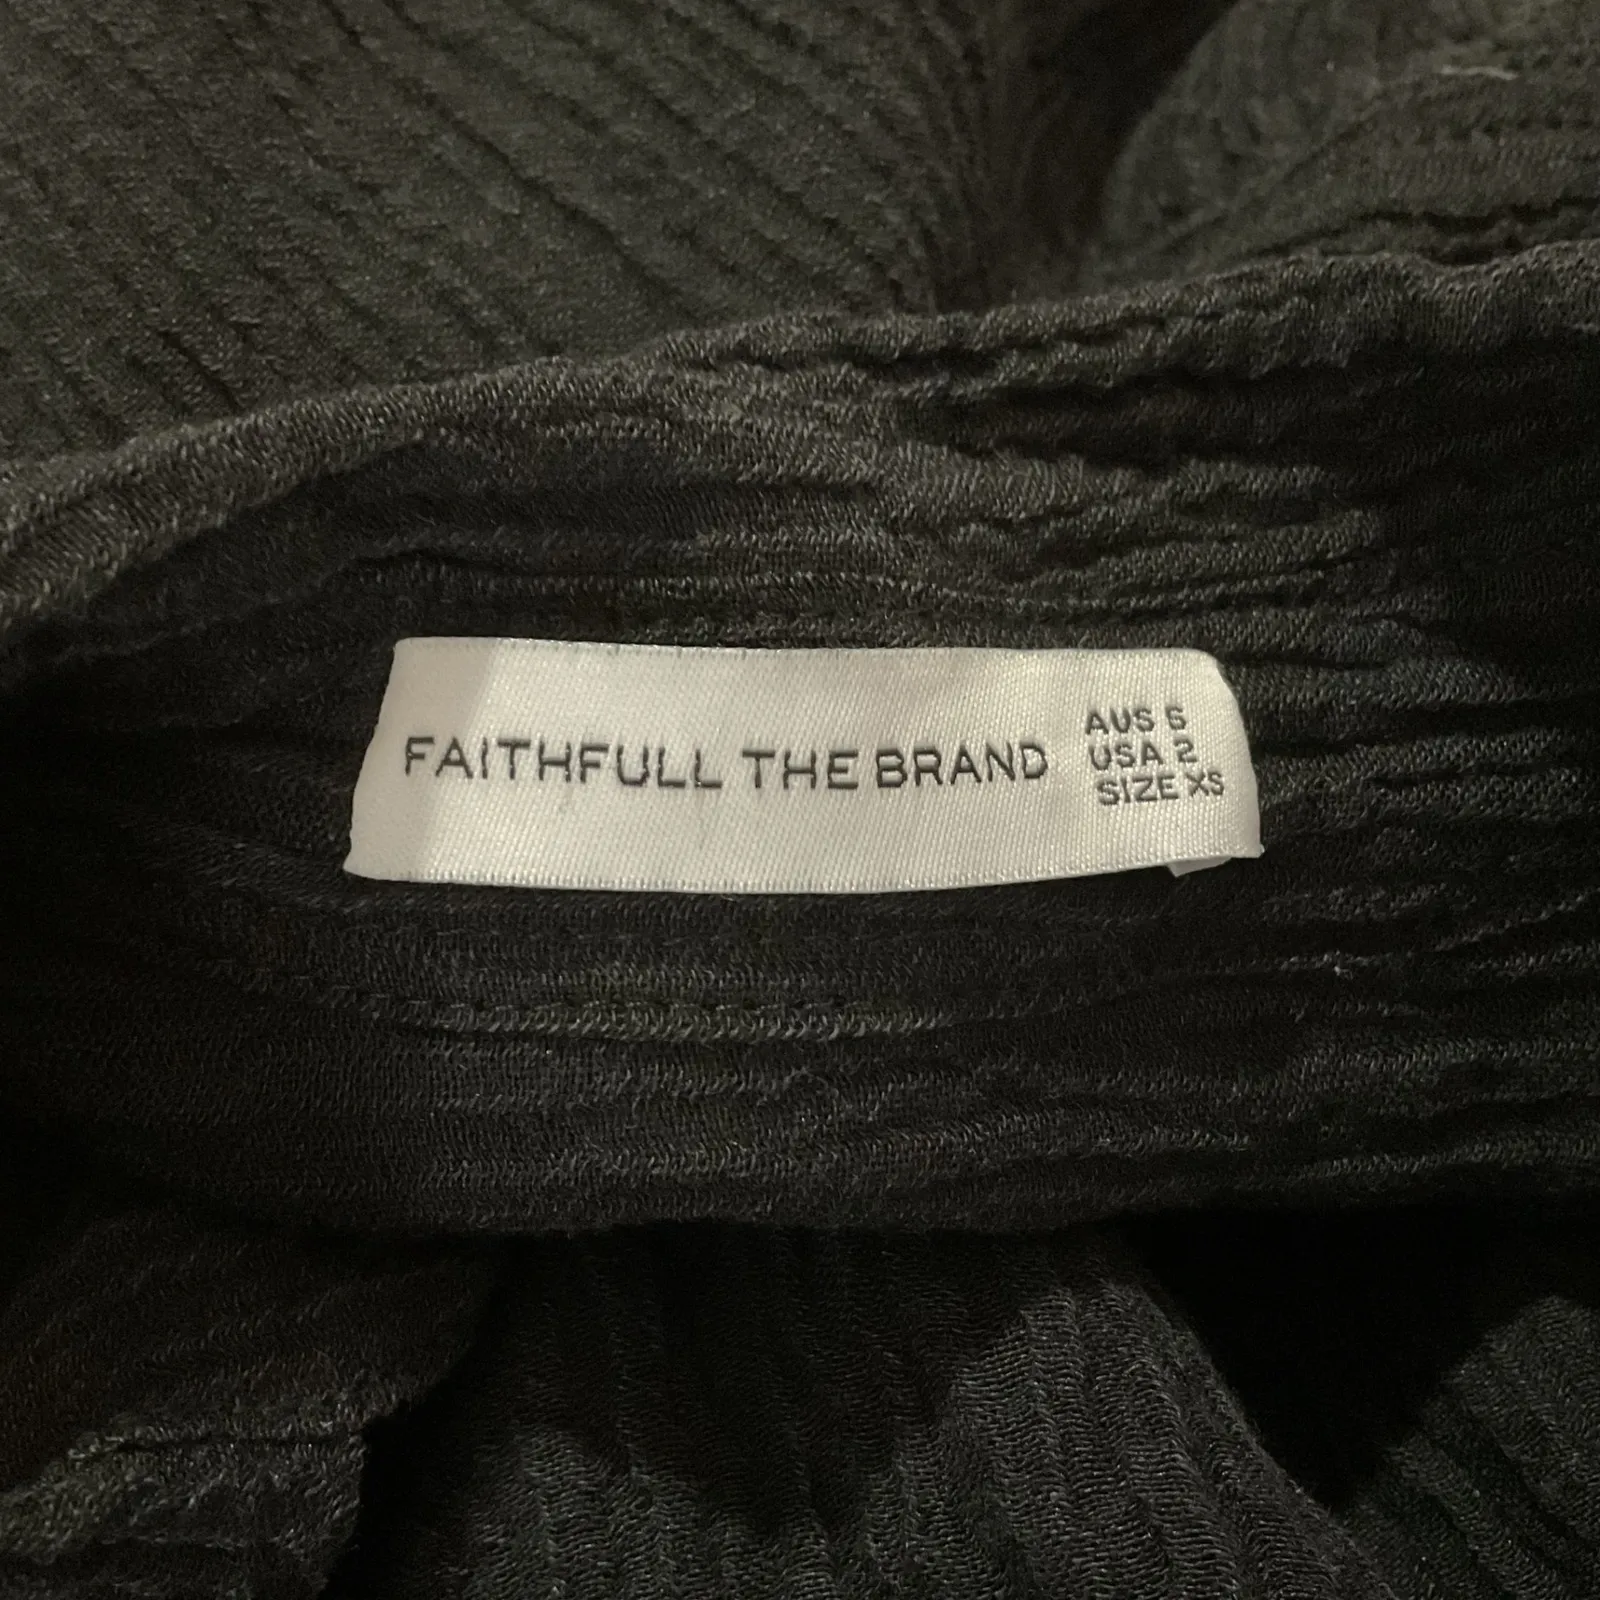 FAITHFULL THE BRAND
AUS 6
USA 2
SIZE XS